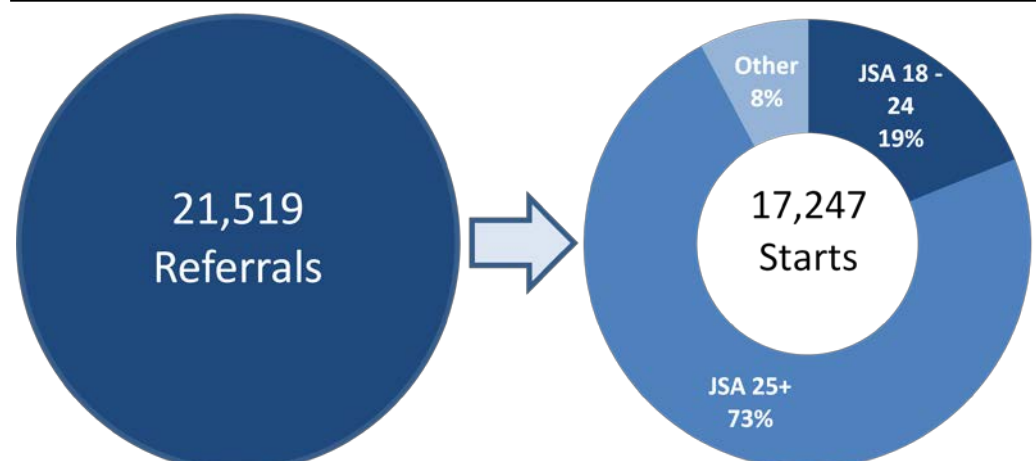 21,519
Referrals
Other
8%
JSA 18 -
24
19%
17,247
Starts
JSA 25+
73%